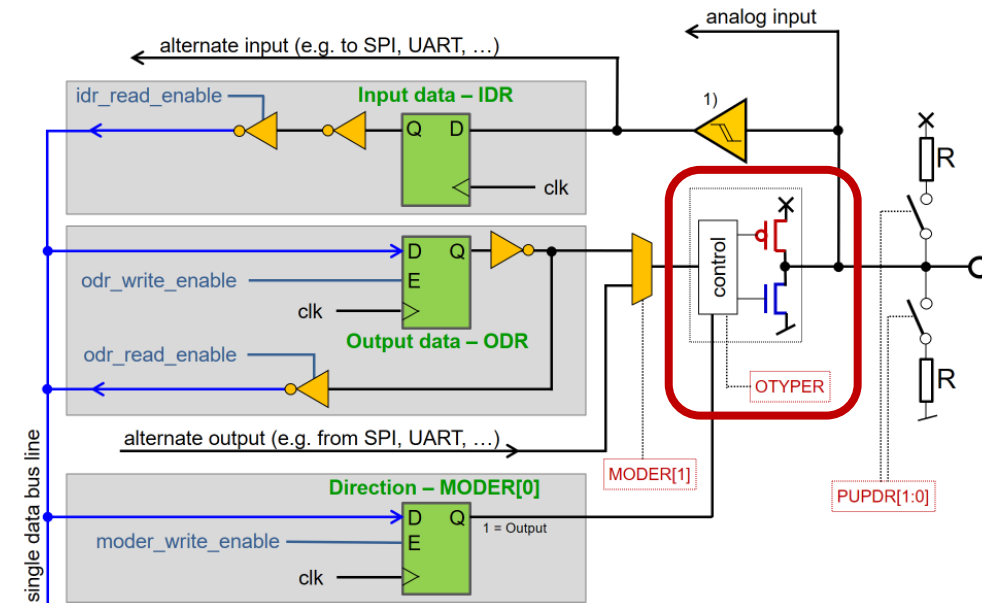 analog input
alternate input (e.g. to SPI, UART, …)
idr_read_enable
Input data – IDR
1)
Q D
clk
R
D Q
E
odr_write_enable
clk
Output data – ODR
control
odr_read_enable
OTYPER
R
alternate output (e.g. from SPI, UART, …)
MODER[1]
PUPDR[1:0]
Direction – MODER[0]
D Q
1 = Output
moder_write_enable
E
clk
single data bus line